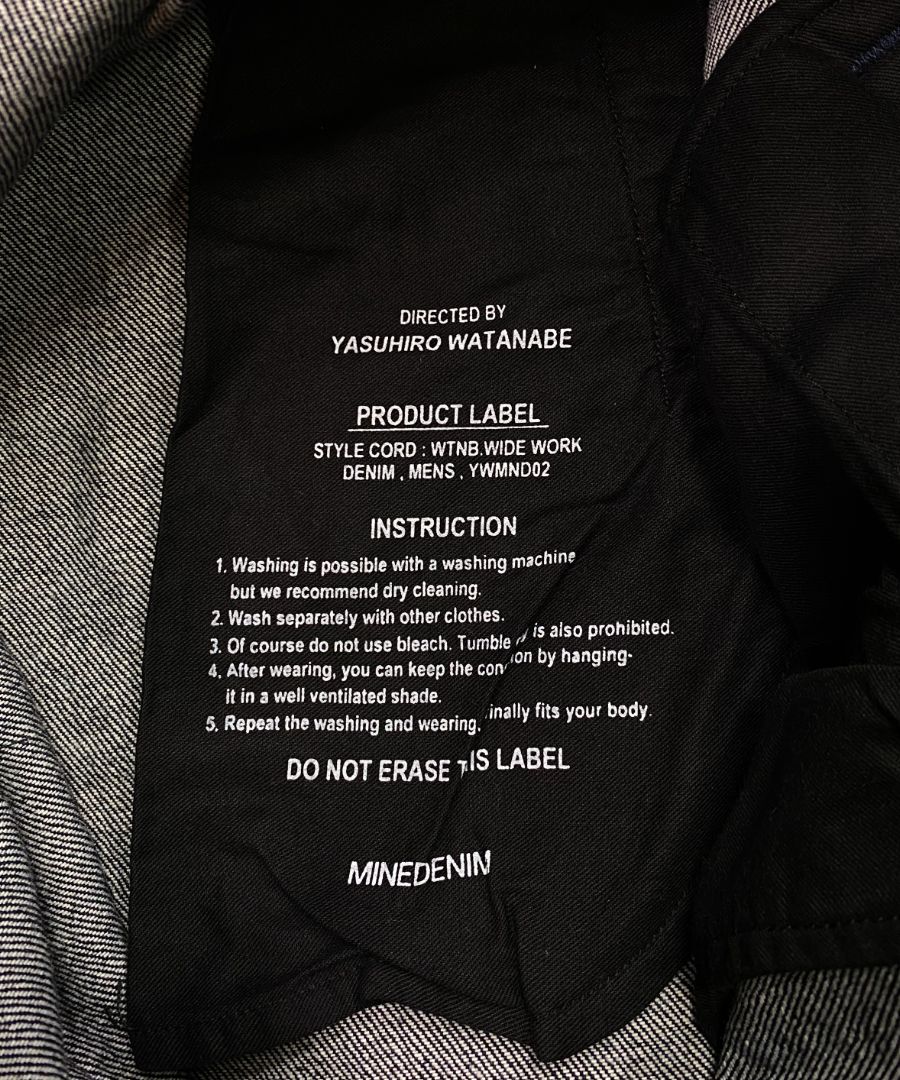 DIRECTED BY
YASUHIRO WATANABE
PRODUCT LABEL
STYLE CORD : WTNB.WIDE WORK
DENIM , MENS , YWMND02
INSTRUCTION
1. Washing is possible with a washing machine
but we recommend dry cleaning.
2. Wash separately with other clothes.
3. Of course do not use bleach. Tumble is also prohibited.
4. After wearing, you can keep the by hanging-
it in a well ventilated shade.
5. Repeat the washing and wearing, fits your body.
DO NOT ERASE LABEL
MINEDENIM